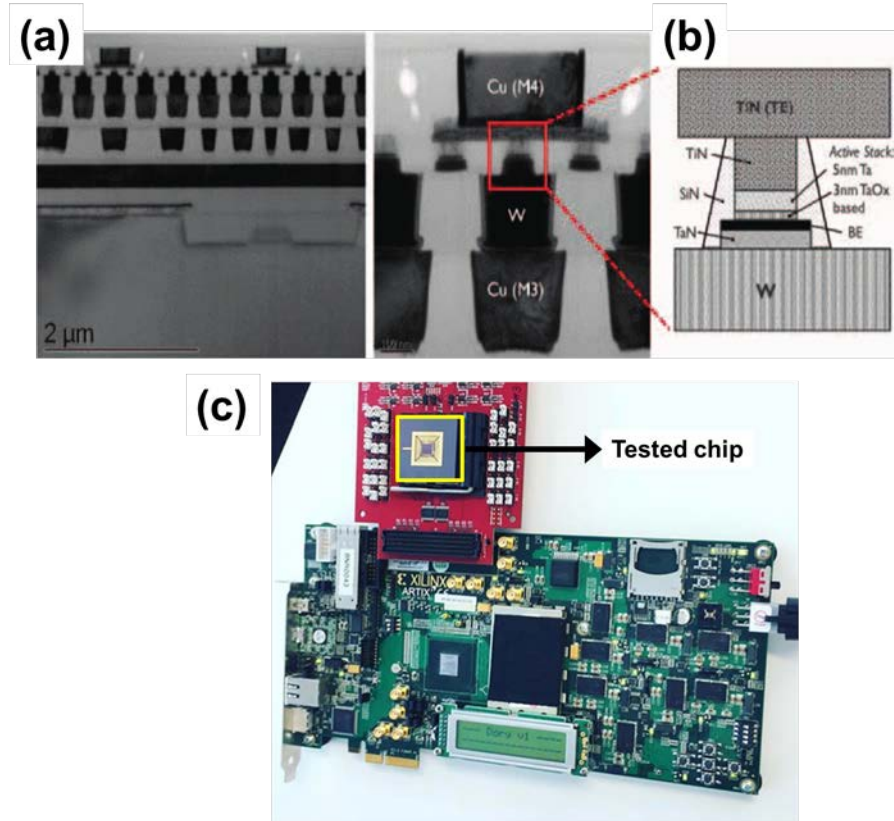 (a)
2 µm
Cu (M4)
W
Cu (M3)
(b)
TiN (TE)
TiN
SiN
TaN
Active Stack:
5nm Ta
3nm TaOx
based
BE
W
(c)
Tested chip
XILINX
ARTIX
Dory v1